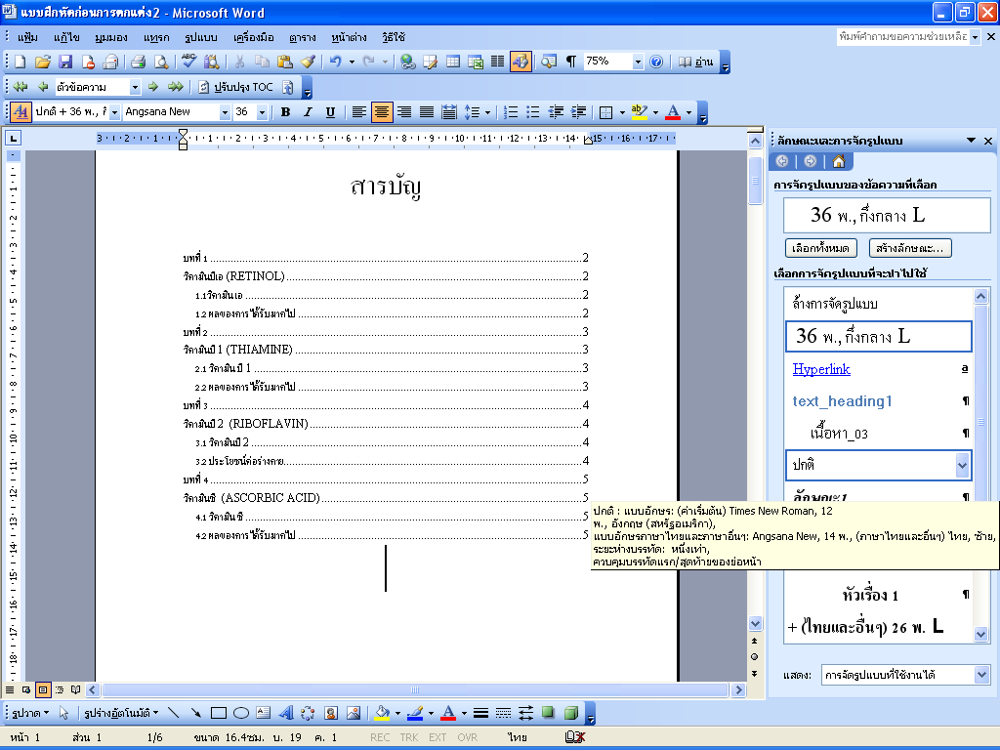 แบบฝึกหัดก่อนการตกแต่ง2 - Microsoft Word
แฟ้ม แก้ไข มุมมอง แทรก รูปแบบ เครื่องมือ ตาราง หน้าต่าง วิธีใช้ พิมพ์คำถามขอความช่วยเหลือ
75% อ่าน
ตัวข้อความ ปรับปรุง TOC
ปกติ + 36 พ., Angsana New 36 B I U
3 2 1 1 2 3 4 5 6 7 8 9 10 11 12 13 14 15 16 17
สารบัญ
บทที่ 1 2
วิตามินบีเอ (RETINOL) 2
1.1วิตามินเอ 2
1.2 ผลของการได้รับมากไป 2
บทที่ 2 3
วิตามินบี 1 (THIAMINE) 3
2.1 วิตามิน บี 1 3
2.2 ผลของการได้รับมากไป 3
บทที่ 3 4
วิตามินบี 2 (RIBOFLAVIN) 4
3.1 วิตามินบี 2 4
3.2 ประโยชน์ต่อร่างกาย 4
บทที่ 4 5
วิตามินซี (ASCORBIC ACID) 5
4.1 วิตามิน ซี 5
4.2 ผลของการได้รับมากไป 5
ลักษณะและการจัดรูปแบบ
การจัดรูปแบบของข้อความที่เลือก
36 พ., กึ่งกลาง L
เลือกทั้งหมด สร้างลักษณะ...
เลือกการจัดรูปแบบที่จะนำไปใช้
ล้างการจัดรูปแบบ
36 พ., กึ่งกลาง L
Hyperlink a
text_heading1 ¶
เนื้อหา_03 ¶
ปกติ
ลักษณะ1 ¶
ปกติ : แบบอักษร: (ค่าเริ่มต้น) Times New Roman, 12
พ., อังกฤษ (สหรัฐอเมริกา),
แบบอักษรภาษาไทยและภาษาอื่นๆ: Angsana New, 14 พ., (ภาษาไทยและอื่นๆ) ไทย, ซ้าย,
ระยะห่างบรรทัด: หนึ่งเท่า,
ควบคุมบรรทัดแรก/สุดท้ายของย่อหน้า
หัวเรื่อง 1 ¶
+ (ไทยและอื่นๆ) 26 พ. L
แสดง: การจัดรูปแบบที่ใช้งานได้
รูปวาด รูปร่างอัตโนมัติ
หน้า 1 ส่วน 1 1/6 ขนาด 16.4ซม. บ. 19 ค. 1 REC TRK EXT OVR ไทย